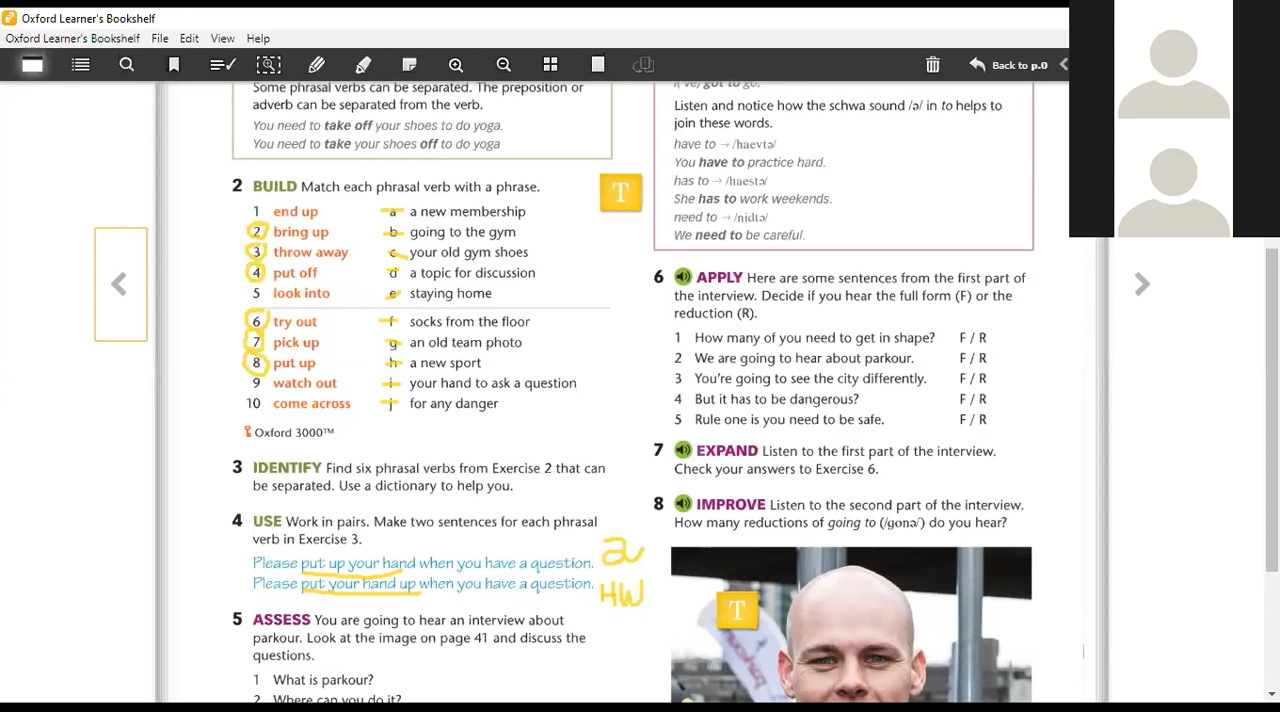 Oxford Learner's Bookshelf
Oxford Learner's Bookshelf File Edit View Help
Back to p.0
Some phrasal verbs can be separated. The preposition or
adverb can be separated from the verb.
You need to take off your shoes to do yoga.
You need to take your shoes off to do yoga
2 BUILD Match each phrasal verb with a phrase.
T
1 end up a a new membership
2 bring up b going to the gym
3 throw away c your old gym shoes
4 put off d a topic for discussion
5 look into e staying home
6 try out f socks from the floor
7 pick up g an old team photo
8 put up h a new sport
9 watch out i your hand to ask a question
10 come across j for any danger
Oxford 3000™
3 IDENTIFY Find six phrasal verbs from Exercise 2 that can
be separated. Use a dictionary to help you.
4 USE Work in pairs. Make two sentences for each phrasal
verb in Exercise 3.
Please put up your hand when you have a question.
Please put your hand up when you have a question.
2
HW
5 ASSESS You are going to hear an interview about
parkour. Look at the image on page 41 and discuss the
questions.
1 What is parkour?
2 Where can you do it?
I('ve) got to go.
Listen and notice how the schwa sound /ə/ in to helps to
join these words.
have to → /haevtə/
You have to practice hard.
has to → /haestə/
She has to work weekends.
need to → /nidtə/
We need to be careful.
6 APPLY Here are some sentences from the first part of
the interview. Decide if you hear the full form (F) or the
reduction (R).
1 How many of you need to get in shape? F / R
2 We are going to hear about parkour. F / R
3 You're going to see the city differently. F / R
4 But it has to be dangerous? F / R
5 Rule one is you need to be safe. F / R
7 EXPAND Listen to the first part of the interview.
Check your answers to Exercise 6.
8 IMPROVE Listen to the second part of the interview.
How many reductions of going to (/gɑnə/) do you hear?
T